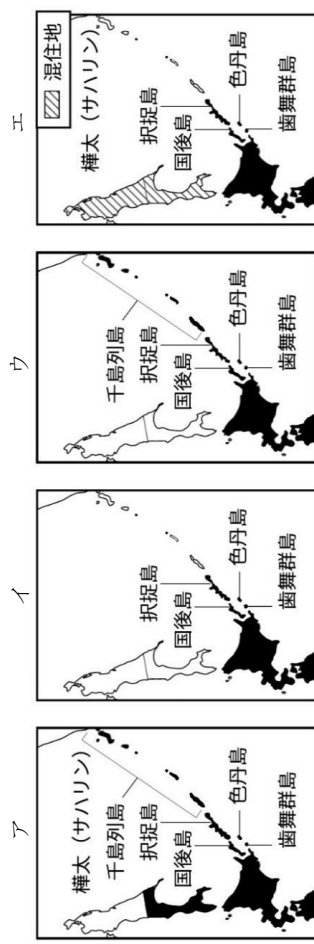 ア
樺太（サハリン）
千島列島
択捉島
国後島
色丹島
歯舞群島
イ
択捉島
国後島
色丹島
歯舞群島
ウ
千島列島
択捉島
国後島
色丹島
歯舞群島
エ
混住地
樺太（サハリン）
択捉島
国後島
色丹島
歯舞群島